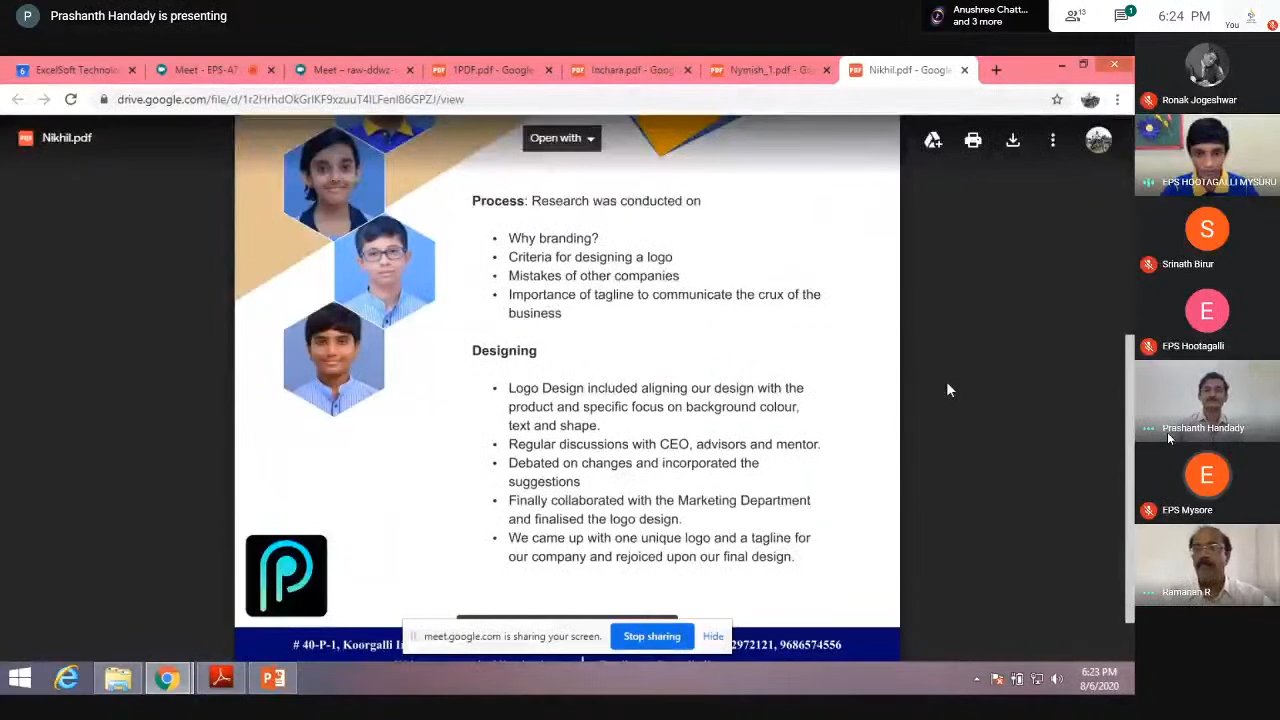 P
Prashanth Handady is presenting
Anushree Chatt...
and 3 more
13
1
6:24 PM
You
ExcelSoft Technolo
Meet - EPS-AT
Meet – raw-ddwz-
1PDF.pdf - Google
Inchara.pdf - Goog
Nymish_1.pdf - G
Nikhil.pdf - Google
drive.google.com/file/d/1r2HrhdOkGrIKF9xzuuT4ILFenI86GPZJ/view
Nikhil.pdf
Open with
Process: Research was conducted on
• Why branding?
• Criteria for designing a logo
• Mistakes of other companies
• Importance of tagline to communicate the crux of the
business
Designing
• Logo Design included aligning our design with the
product and specific focus on background colour,
text and shape.
• Regular discussions with CEO, advisors and mentor.
• Debated on changes and incorporated the
suggestions
• Finally collaborated with the Marketing Department
and finalised the logo design.
• We came up with one unique logo and a tagline for
our company and rejoiced upon our final design.
# 40-P-1, Koorgalli
2972121, 9686574556
meet.google.com is sharing your screen.
Stop sharing
Hide
6:23 PM
8/6/2020
Ronak Jogeshwar
EPS HOOTAGALLI MYSURU
S
Srinath Birur
E
EPS Hootagalli
Prashanth Handady
E
EPS Mysore
Ramanan R